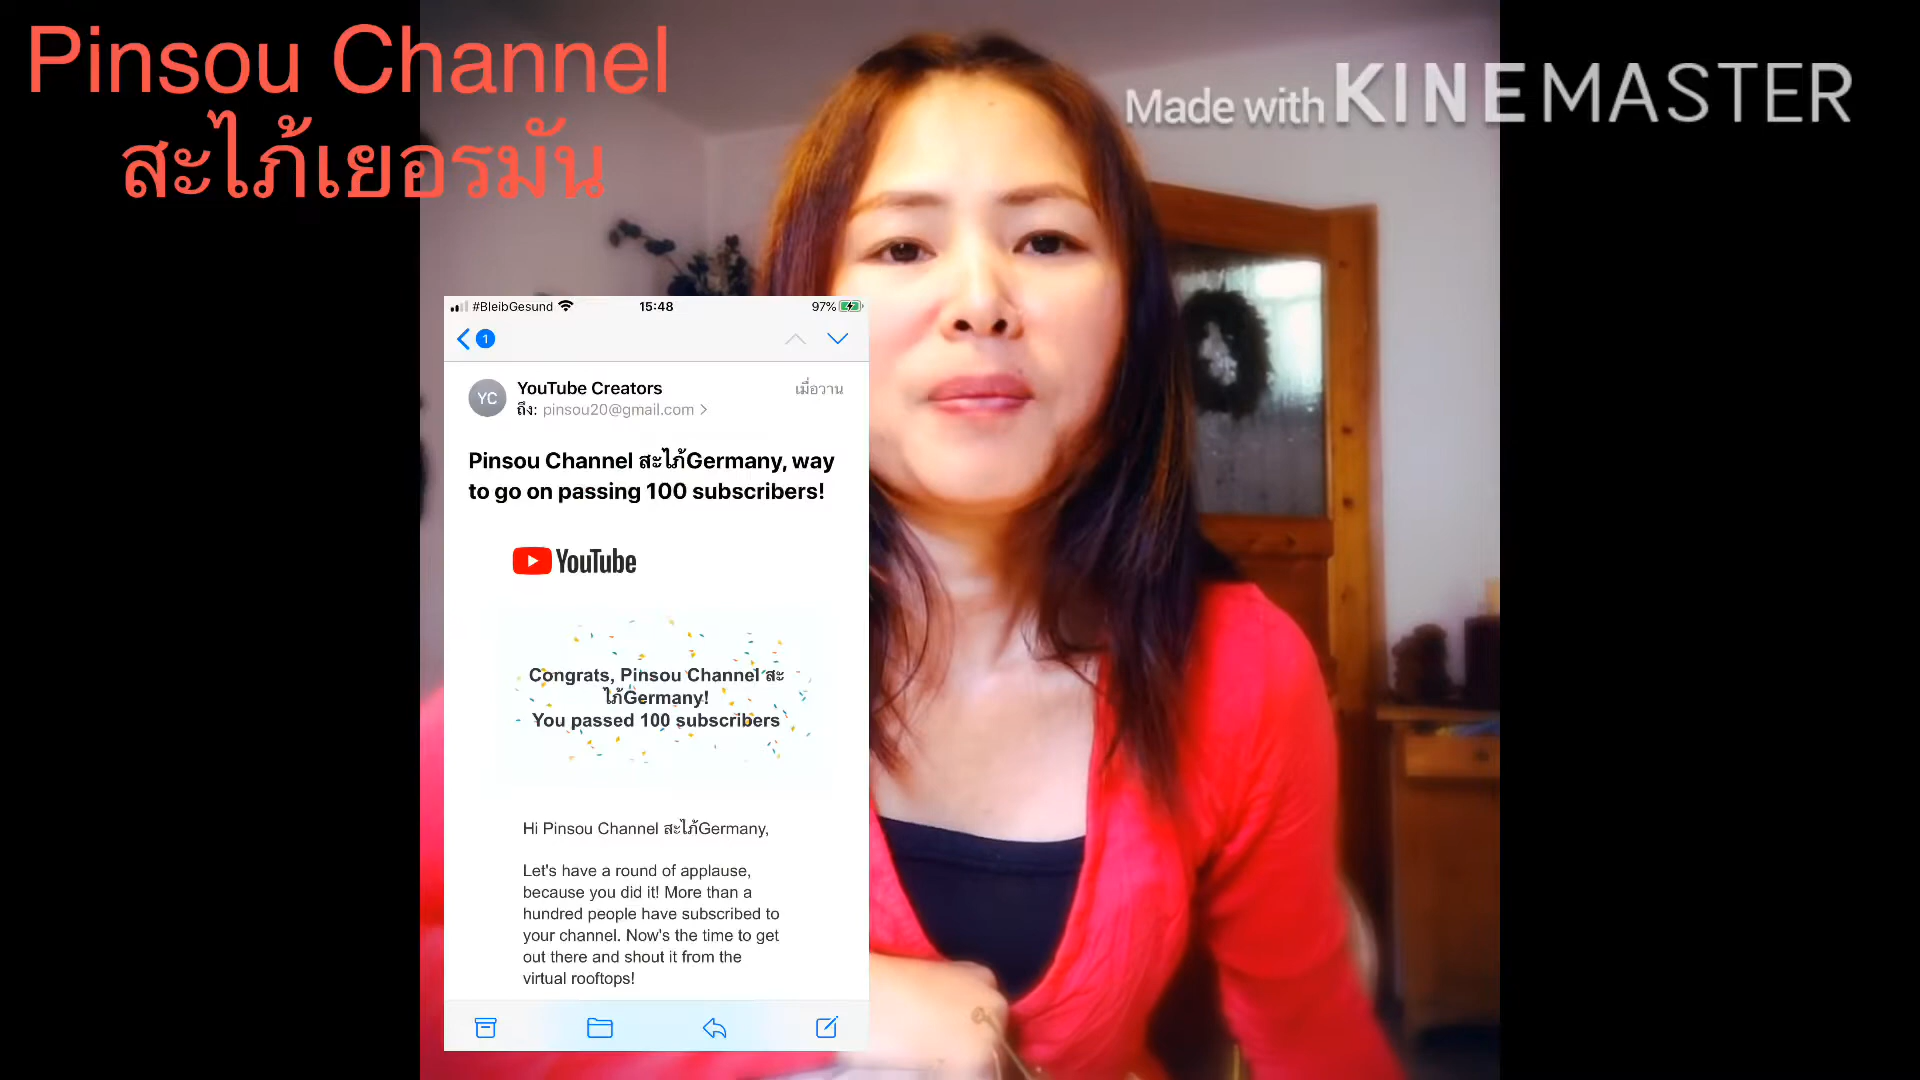 Pinsou Channel
สะใภ้เยอรมัน
Made with KINEMASTER
#BleibGesund 15:48 97%
1
YC YouTube Creators เมื่อวาน
ถึง: pinsou20@gmail.com
Pinsou Channel สะใภ้Germany, way
to go on passing 100 subscribers!
YouTube
Congrats, Pinsou Channel สะ
ใภ้Germany!
You passed 100 subscribers
Hi Pinsou Channel สะใภ้Germany,
Let's have a round of applause,
because you did it! More than a
hundred people have subscribed to
your channel. Now's the time to get
out there and shout it from the
virtual rooftops!